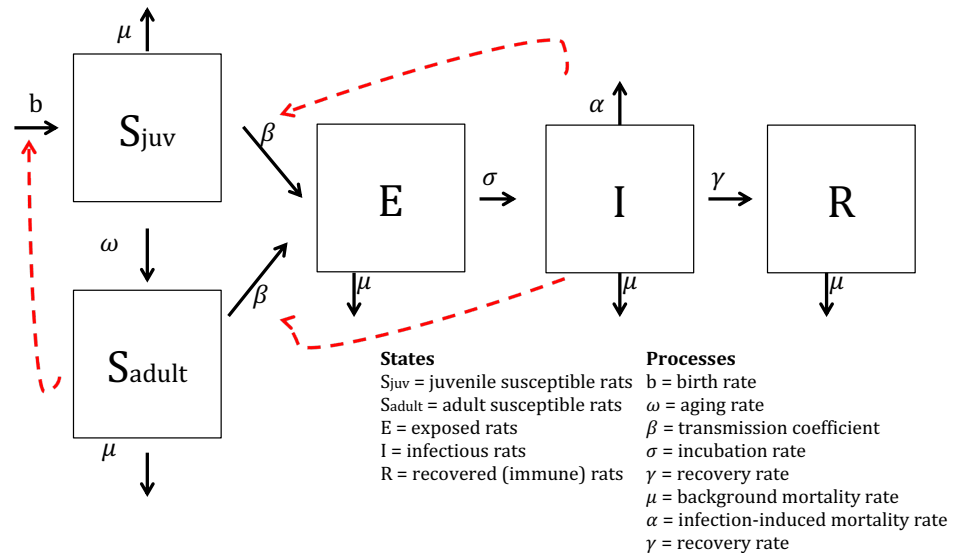 μ
b
Sjuv
β
α
E
σ
I
γ
R
ω
μ
μ
μ
β
Sadult
μ
States
Sjuv = juvenile susceptible rats
Sadult = adult susceptible rats
E = exposed rats
I = infectious rats
R = recovered (immune) rats
Processes
b = birth rate
ω = aging rate
β = transmission coefficient
σ = incubation rate
γ = recovery rate
μ = background mortality rate
α = infection-induced mortality rate
γ = recovery rate